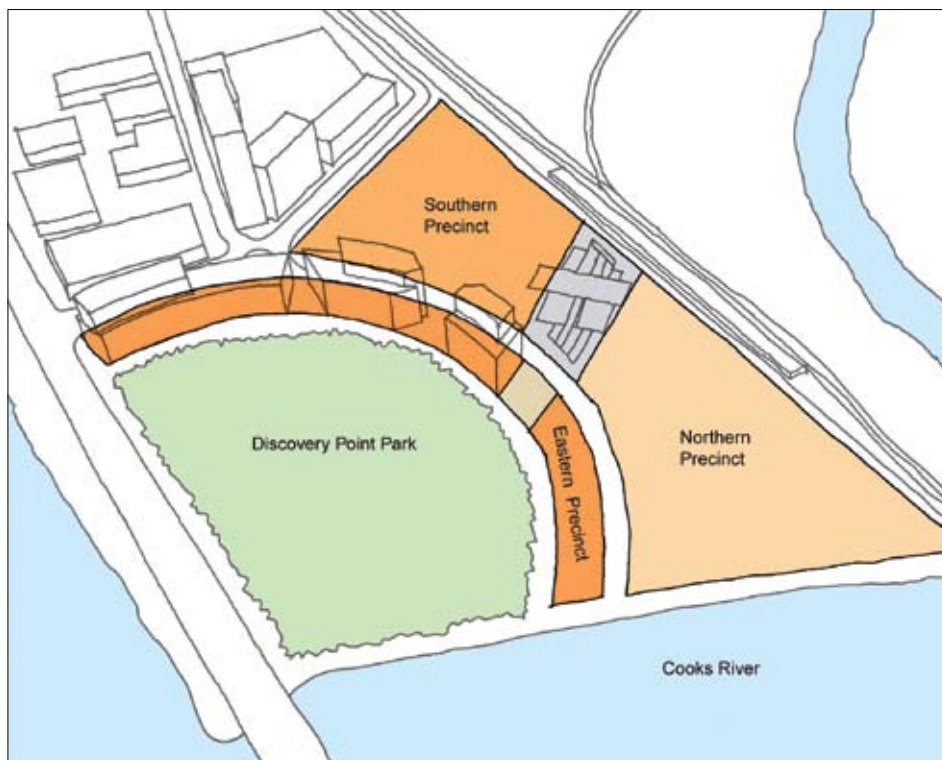 Southern
Precinct
Discovery Point Park
Eastern Precinct
Northern
Precinct
Cooks River